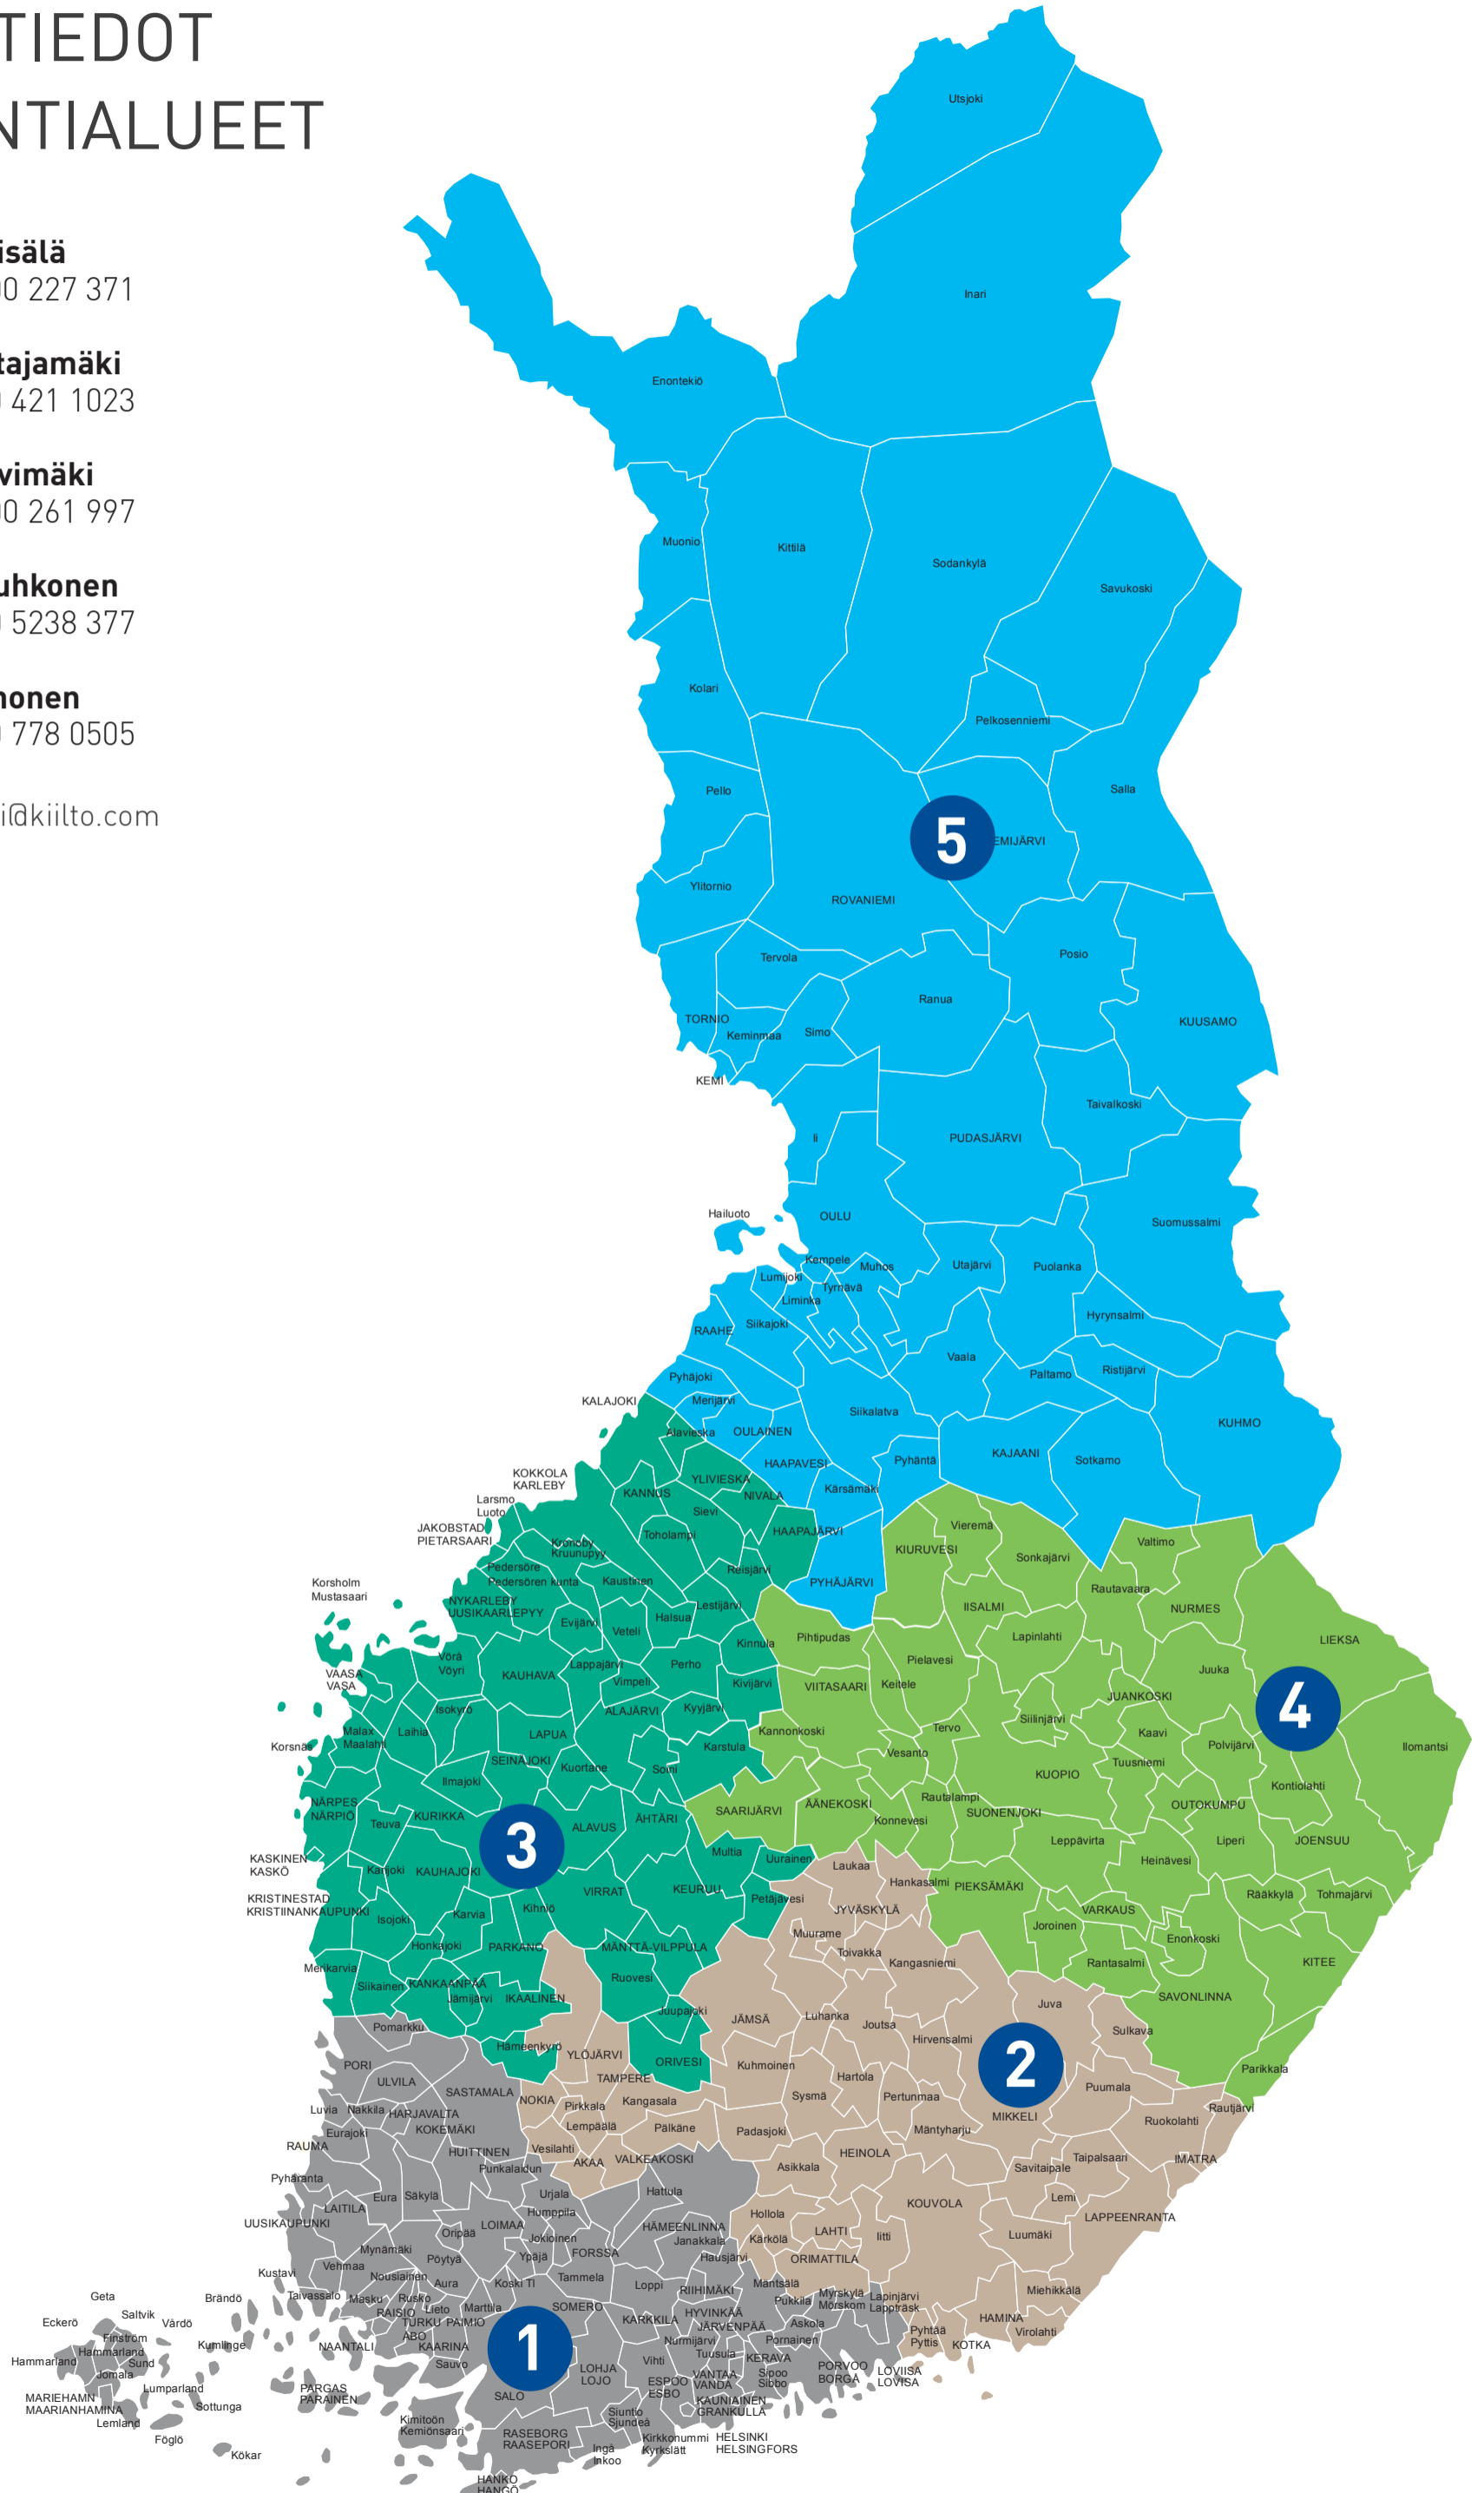 TIEDOT
NTIALUEET
isälä
00 227 371
tajamäki
0 421 1023
vimäki
00 261 997
uhkonen
0 5238 377
nonen
0 778 0505
i@kiilto.com
Utsjoki
Inari
Enontekiö
Muonio
Kittilä
Sodankylä
Savukoski
Kolari
Pelkosenniemi
Pello
Salla
5
EMIJÄRVI
Ylitornio
ROVANIEMI
Tervola
Posio
Ranua
TORNIO
Keminmaa
Simo
KUUSAMO
KEMI
Taivalkoski
Ii
PUDASJÄRVI
Hailuoto
OULU
Suomussalmi
Kempele
Muhos
Utajärvi
Puolanka
Lumijoki
Tyrnävä
Liminka
Hyrynsalmi
RAAHE
Siikajoki
Vaala
Paltamo
Ristijärvi
Pyhäjoki
KALAJOKI
Merijärvi
Siikalatva
KUHMO
Alavieska
OULAINEN
KAJAANI
Sotkamo
HAAPAVESI
Pyhäntä
KOKKOLA
KARLEBY
YLIVIESKA
Kärsämäki
KANNUS
NIVALA
Larsmo
Luoto
Sievi
Vieremä
JAKOBSTAD
PIETARSAARI
Toholampi
HAAPAJÄRVI
Kronoby
Kruunupyy
KIURUVESI
Sonkajärvi
Valtimo
Pedersöre
Pedersören kunta
Reisjärvi
Kaustinen
PYHÄJÄRVI
Rautavaara
Korsholm
Mustasaari
NYKARLEBY
UUSIKAARLEPYY
Lestijärvi
IISALMI
NURMES
Evijärvi
Halsua
Veteli
Kinnula
Pihtipudas
Lapinlahti
LIEKSA
Vörå
Vöyri
Lappajärvi
Perho
Pielavesi
Juuka
VAASA
VASA
KAUHAVA
Vimpeli
Kivijärvi
VIITASAARI
Keitele
JUANKOSKI
4
Isokyrö
ALAJÄRVI
Kyyjärvi
Siilinjärvi
Malax
Maalahti
Laihia
LAPUA
Kannonkoski
Tervo
Kaavi
Korsnäs
Karstula
Vesanto
Polvijärvi
Ilomantsi
SEINÄJOKI
Kuortane
Soini
Tuusniemi
Ilmajoki
KUOPIO
Kontiolahti
NÄRPES
NÄRPIÖ
Rautalampi
SAARIJÄRVI
ÄÄNEKOSKI
OUTOKUMPU
KURIKKA
SUONENJOKI
Teuva
ALAVUS
ÄHTÄRI
Konnevesi
3
Leppävirta
Liperi
JOENSUU
Multia
Uurainen
KASKINEN
KASKÖ
Laukaa
Heinävesi
Karijoki
KAUHAJOKI
Hankasalmi
PIEKSÄMÄKI
VIRRAT
KEURUU
Petäjävesi
Rääkkylä
Tohmajärvi
KRISTINESTAD
KRISTIINANKAUPUNKI
Kihniö
JYVÄSKYLÄ
VARKAUS
Isojoki
Karvia
Joroinen
Muurame
Enonkoski
Honkajoki
PARKANO
MÄNTTÄ-VILPPULA
Toivakka
Kangasniemi
Rantasalmi
KITEE
Merikarvia
Ruovesi
Siikainen
KANKAANPÄÄ
SAVONLINNA
Jämijärvi
IKAALINEN
Juva
Juupajoki
JÄMSÄ
Luhanka
Joutsa
Pomarkku
Sulkava
Hämeenkyrö
Hirvensalmi
YLÖJÄRVI
PORI
ORIVESI
Kuhmoinen
2
Parikkala
ULVILA
TAMPERE
Hartola
SASTAMALA
Sysmä
Pertunmaa
Puumala
NOKIA
Pirkkala
Kangasala
Luvia
Nakkila
HARJAVALTA
MIKKELI
Rautjärvi
KOKEMÄKI
Lempäälä
Pälkäne
Padasjoki
Mäntyharju
Ruokolahti
Eurajoki
RAUMA
HUITTINEN
Vesilahti
HEINOLA
AKAA
VALKEAKOSKI
Taipalsaari
IMATRA
Punkalaidun
Asikkala
Savitaipale
Pyhäranta
Eura
Säkylä
Urjala
Hattula
Lemi
KOUVOLA
LAITILA
Humppila
Hollola
LAPPEENRANTA
UUSIKAUPUNKI
LOIMAA
HÄMEENLINNA
LAHTI
Oripää
Jokioinen
Janakkala
Kärkölä
Iitti
Luumäki
Mynämäki
Pöytyä
Ypäjä
FORSSA
Hausjärvi
ORIMATTILA
Vehmaa
Kustavi
Nousiainen
Aura
Koski Tl
Tammela
Loppi
Mäntsälä
Miehikkälä
Geta
Brändö
Taivassalo
Masku
Rusko
RIIHIMÄKI
Myrskylä
Mörskom
Lapinjärvi
Lappträsk
Pukkila
Saltvik
RAISIO
Lieto
Marttila
SOMERO
HYVINKÄÄ
HAMINA
Eckerö
Vårdö
TURKU
ÅBO
PAIMIO
KARKKILA
JÄRVENPÄÄ
Askola
Virolahti
Finström
Kumlinge
NAANTALI
KAARINA
1
Nurmijärvi
Pornainen
Pyhtää
Pyttis
KOTKA
Hammarland
Hammarland
Sund
Sauvo
Vihti
Tuusula
KERAVA
Jomala
LOHJA
LOJO
VANTAA
VANDA
Sipoo
Sibbo
PORVOO
BORGÅ
LOVIISA
LOVISA
Lumparland
PARGAS
PARAINEN
SALO
ESPOO
ESBO
MARIEHAMN
MAARIANHAMINA
Sottunga
KAUNIAINEN
GRANKULLA
Lemland
Kimitoön
Kemiönsaari
Siuntio
Sjundeå
Föglö
RASEBORG
RAASEPORI
Kirkkonummi
Kyrkslätt
HELSINKI
HELSINGFORS
Kökar
Ingå
Inkoo
HANKO
HANGÖ